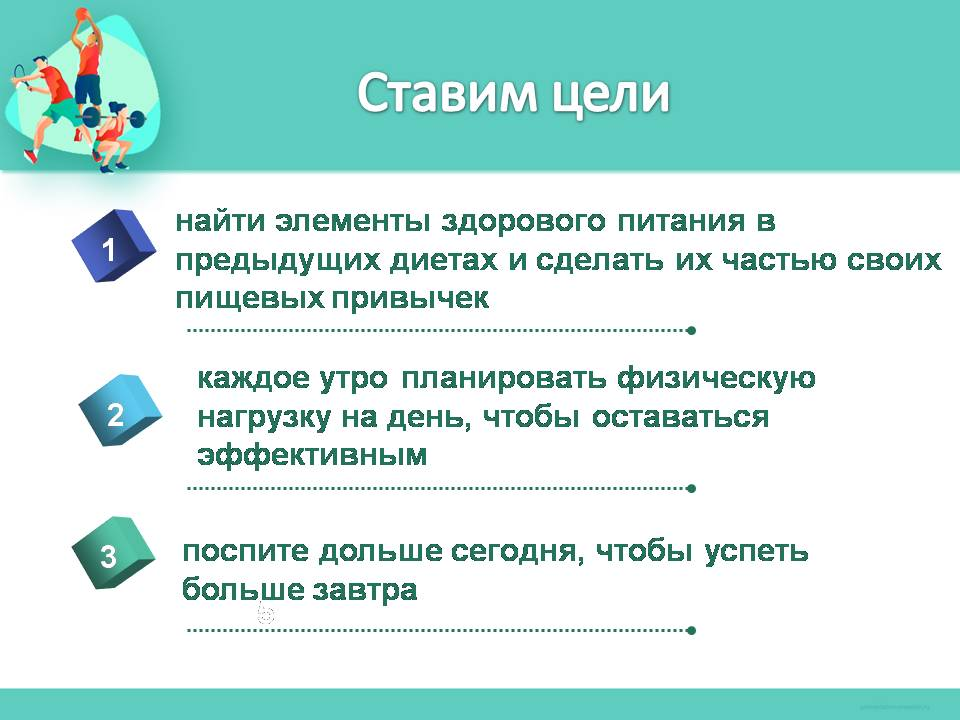 Ставим цели
1
найти элементы здорового питания в
предыдущих диетах и сделать их частью своих
пищевых привычек
2
каждое утро планировать физическую
нагрузку на день, чтобы оставаться
эффективным
3
поспите дольше сегодня, чтобы успеть
больше завтра